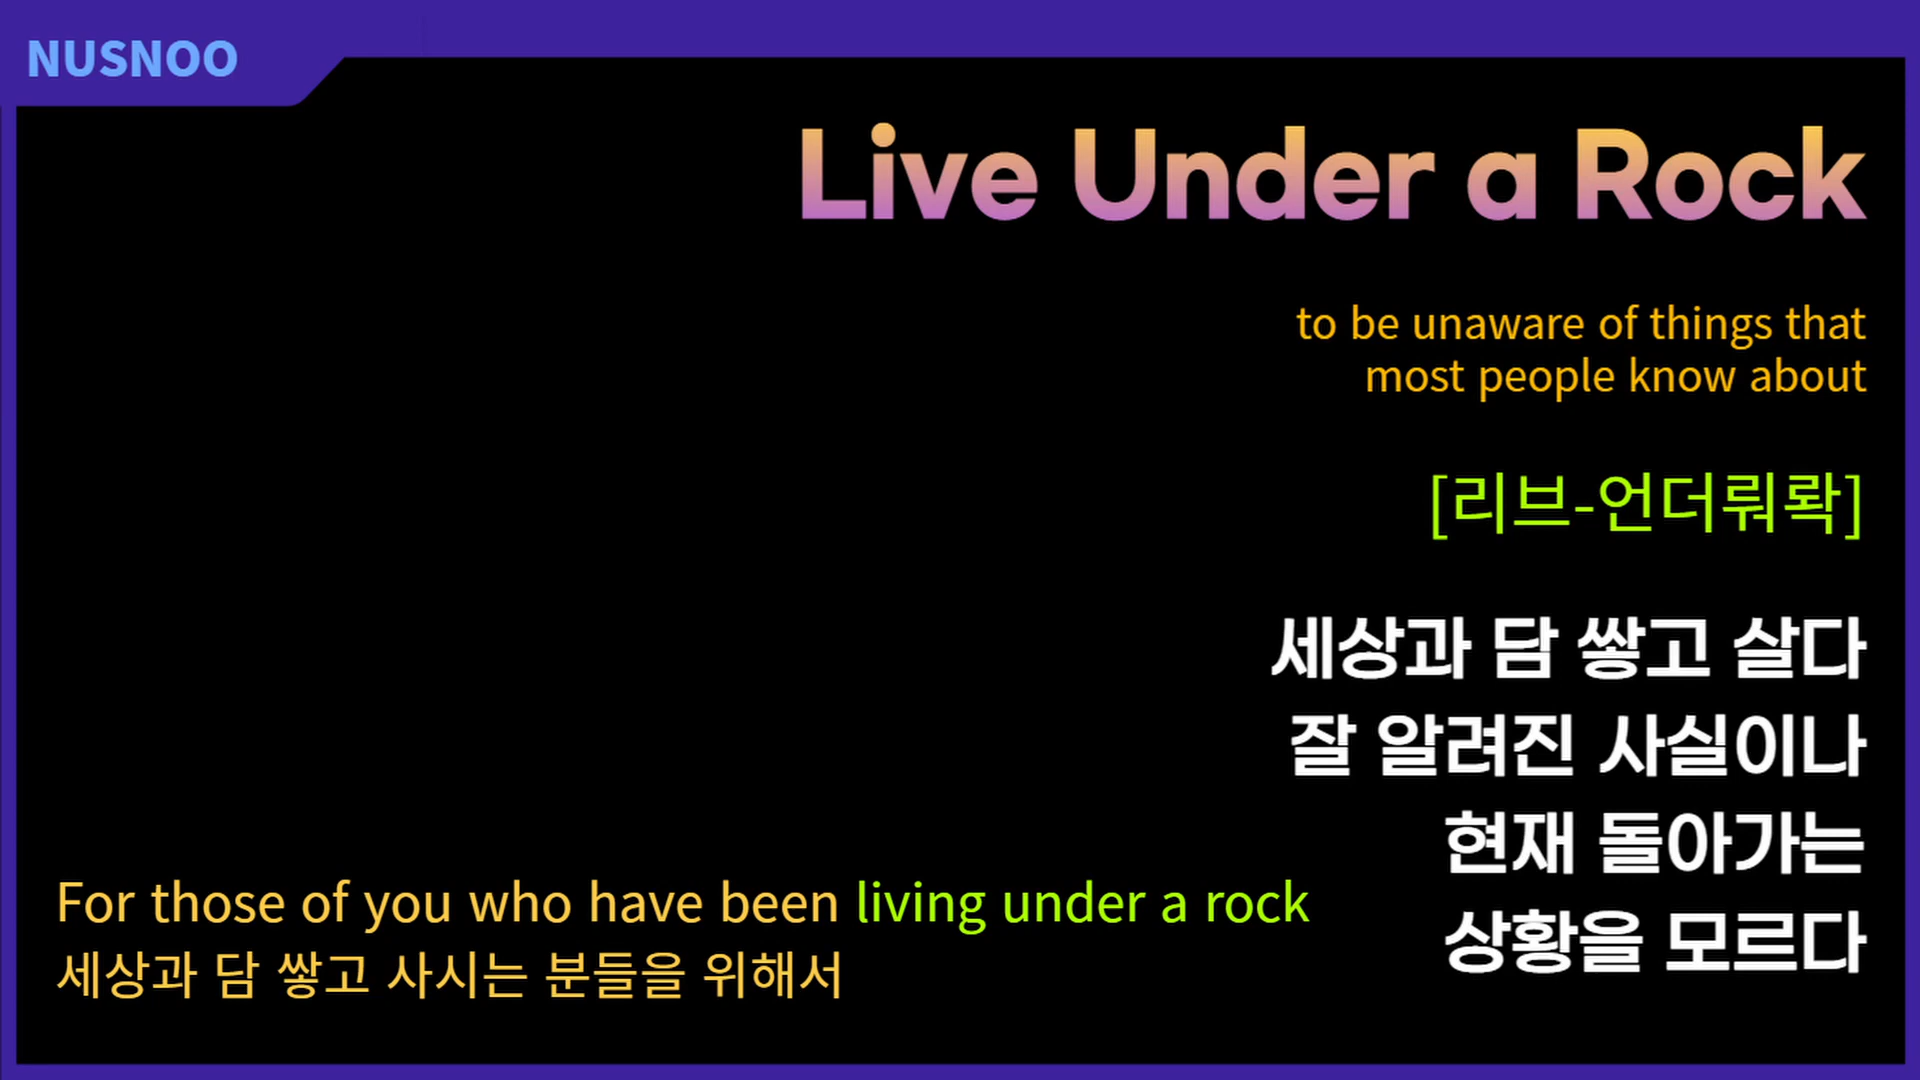 NUSNOO
Live Under a Rock
to be unaware of things that
most people know about
[리브-언더뤄롹]
세상과 담 쌓고 살다
잘 알려진 사실이나
현재 돌아가는
상황을 모르다
For those of you who have been living under a rock
세상과 담 쌓고 사시는 분들을 위해서